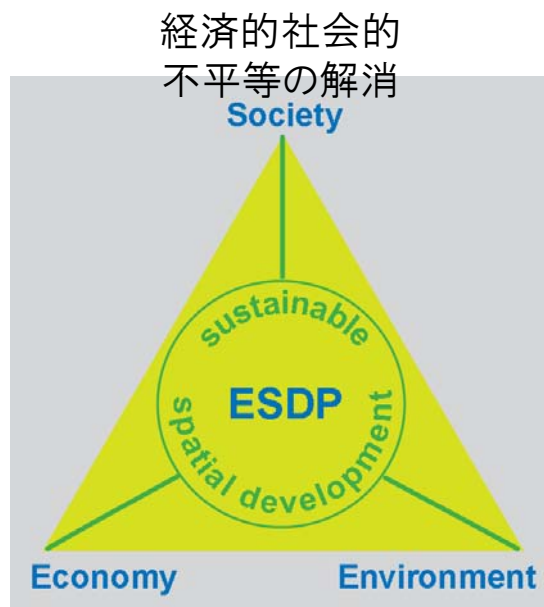 経済的社会的
不平等の解消
Society
sustainable
ESDP
spatial development
Economy
Environment